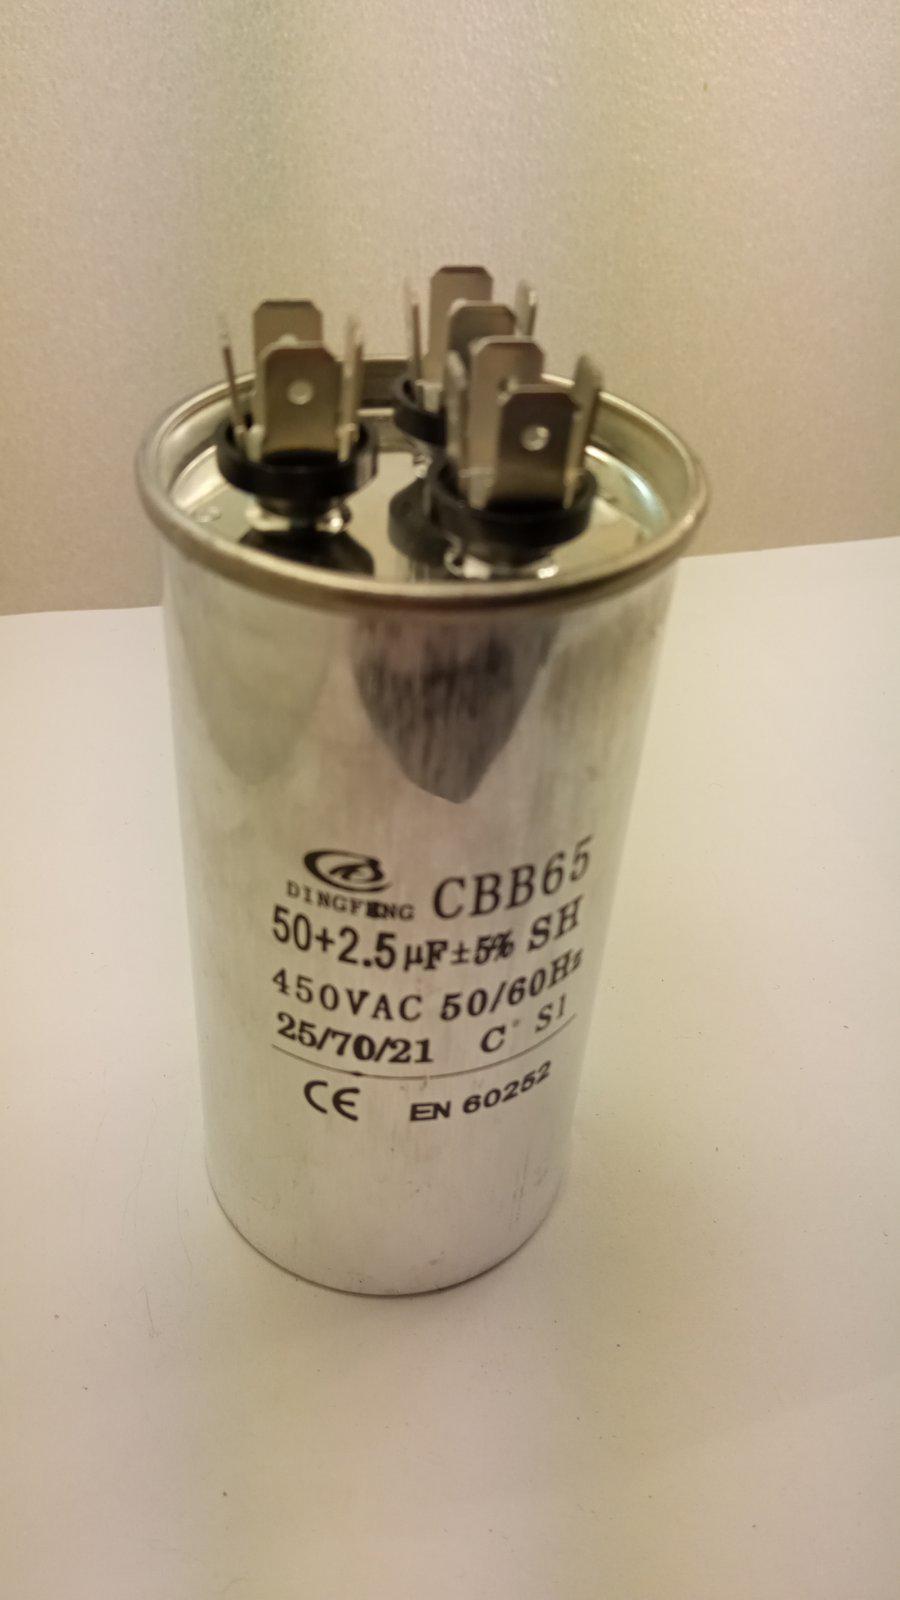 DINGFENG CBB65
50+2.5μF±5% SH
450VAC 50/60Hz
25/70/21 C° S1
CE EN 60252